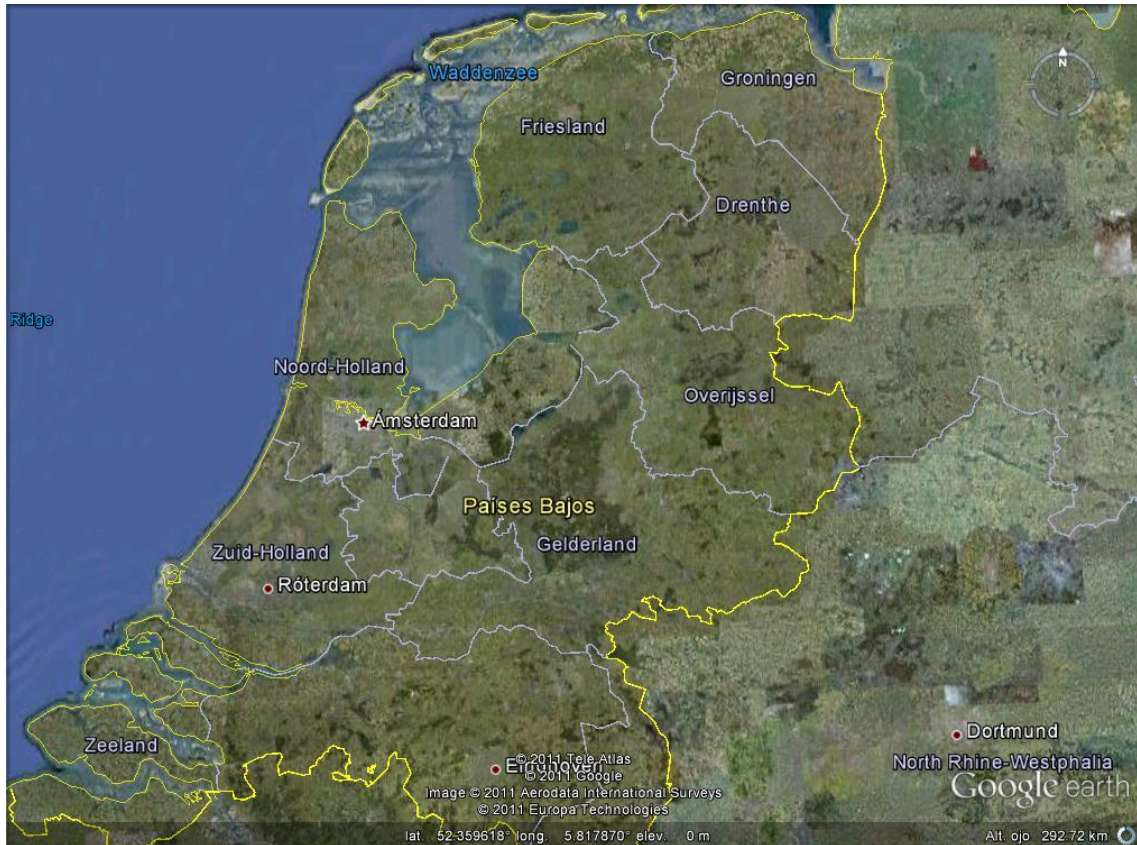 Waddenzee
Groningen
N
Friesland
Drenthe
Ridge
Noord-Holland
Overijssel
Ámsterdam
Países Bajos
Gelderland
Zuid-Holland
Róterdam
Dortmund
Zeeland
North Rhine-Westphalia
Eindhoven
© 2011 Tele Atlas
© 2011 Google
Image © 2011 Aerodata International Surveys
© 2011 Europa Technologies
Google earth
lat. 52.359618° long. 5.817870° elev. 0 m
Alt. ojo 292.72 km